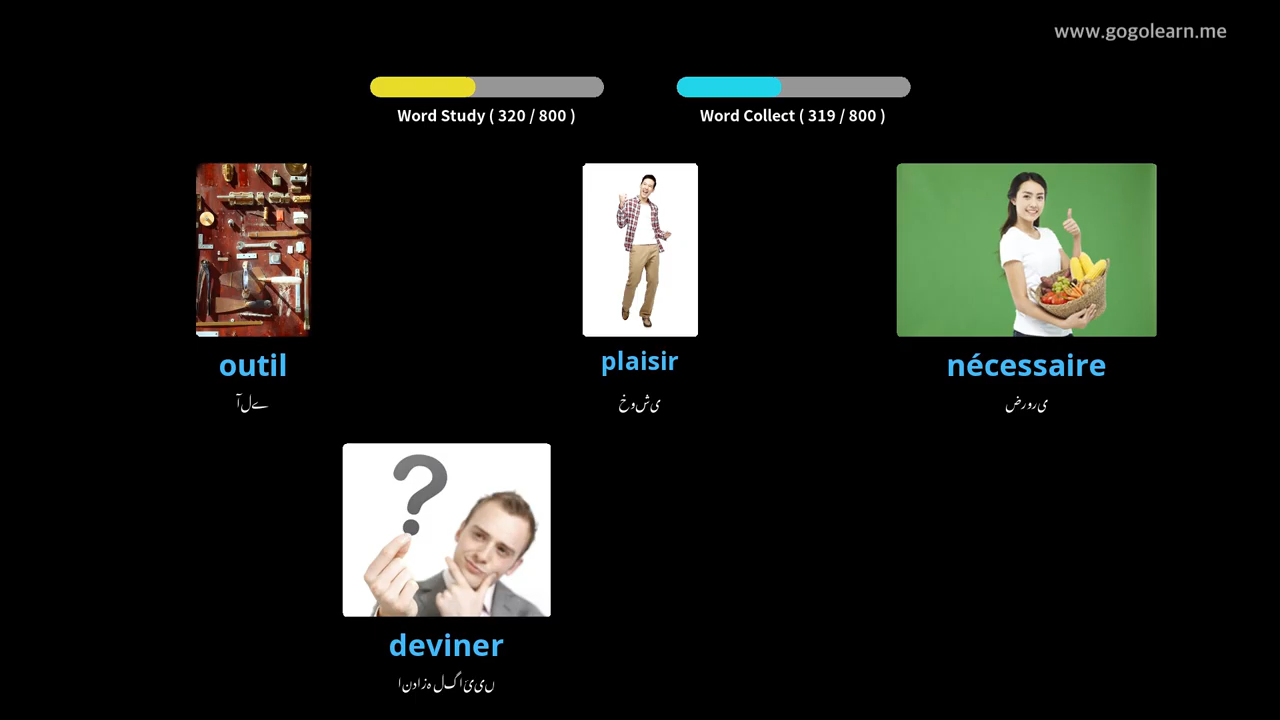 www.gogolearn.me
Word Study ( 320 / 800 )
Word Collect ( 319 / 800 )
outil
آلے
plaisir
خوشی
nécessaire
ضروری
deviner
اندازہ لگائیں